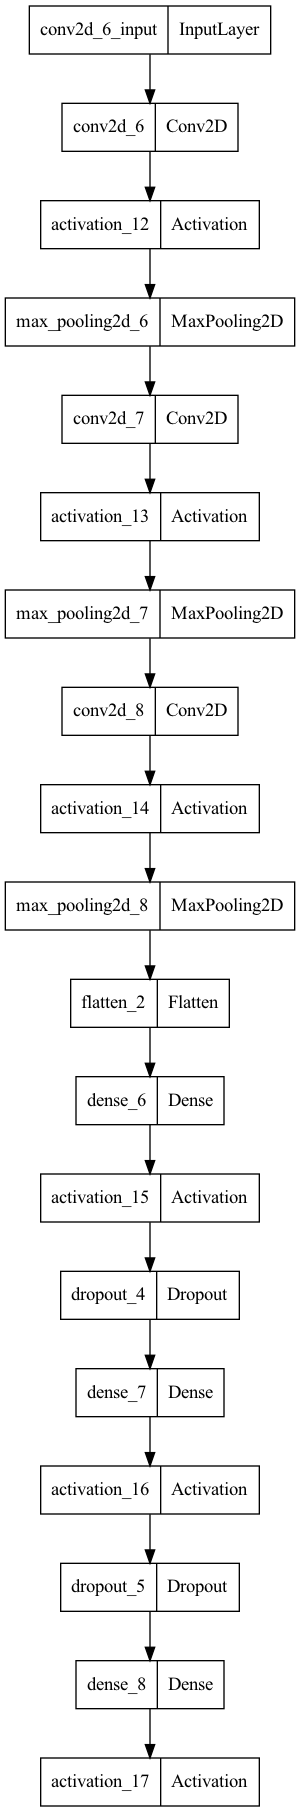 conv2d_6_input InputLayer
conv2d_6 Conv2D
activation_12 Activation
max_pooling2d_6 MaxPooling2D
conv2d_7 Conv2D
activation_13 Activation
max_pooling2d_7 MaxPooling2D
conv2d_8 Conv2D
activation_14 Activation
max_pooling2d_8 MaxPooling2D
flatten_2 Flatten
dense_6 Dense
activation_15 Activation
dropout_4 Dropout
dense_7 Dense
activation_16 Activation
dropout_5 Dropout
dense_8 Dense
activation_17 Activation